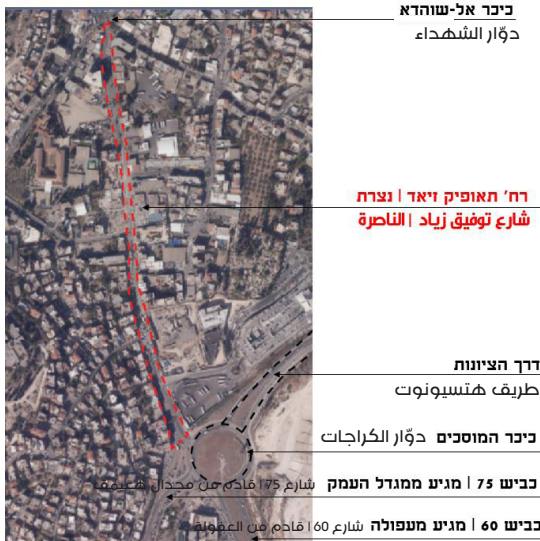 כיכר אל-שוהדא
دوّار الشهداء
רח' תאופיק זיאד | נצרת
شارع توفيق زياد | الناصرة
דרך הציונות
طريق هتسيونوت
כיכר המוסכים دوّار الكراجات
כביש 75 | מגיע ממגדל העמק شارع 75 | قادم من مجدال هعيمق
כביש 60 | מגיע מעפולה شارع 60 | قادم من العفولة